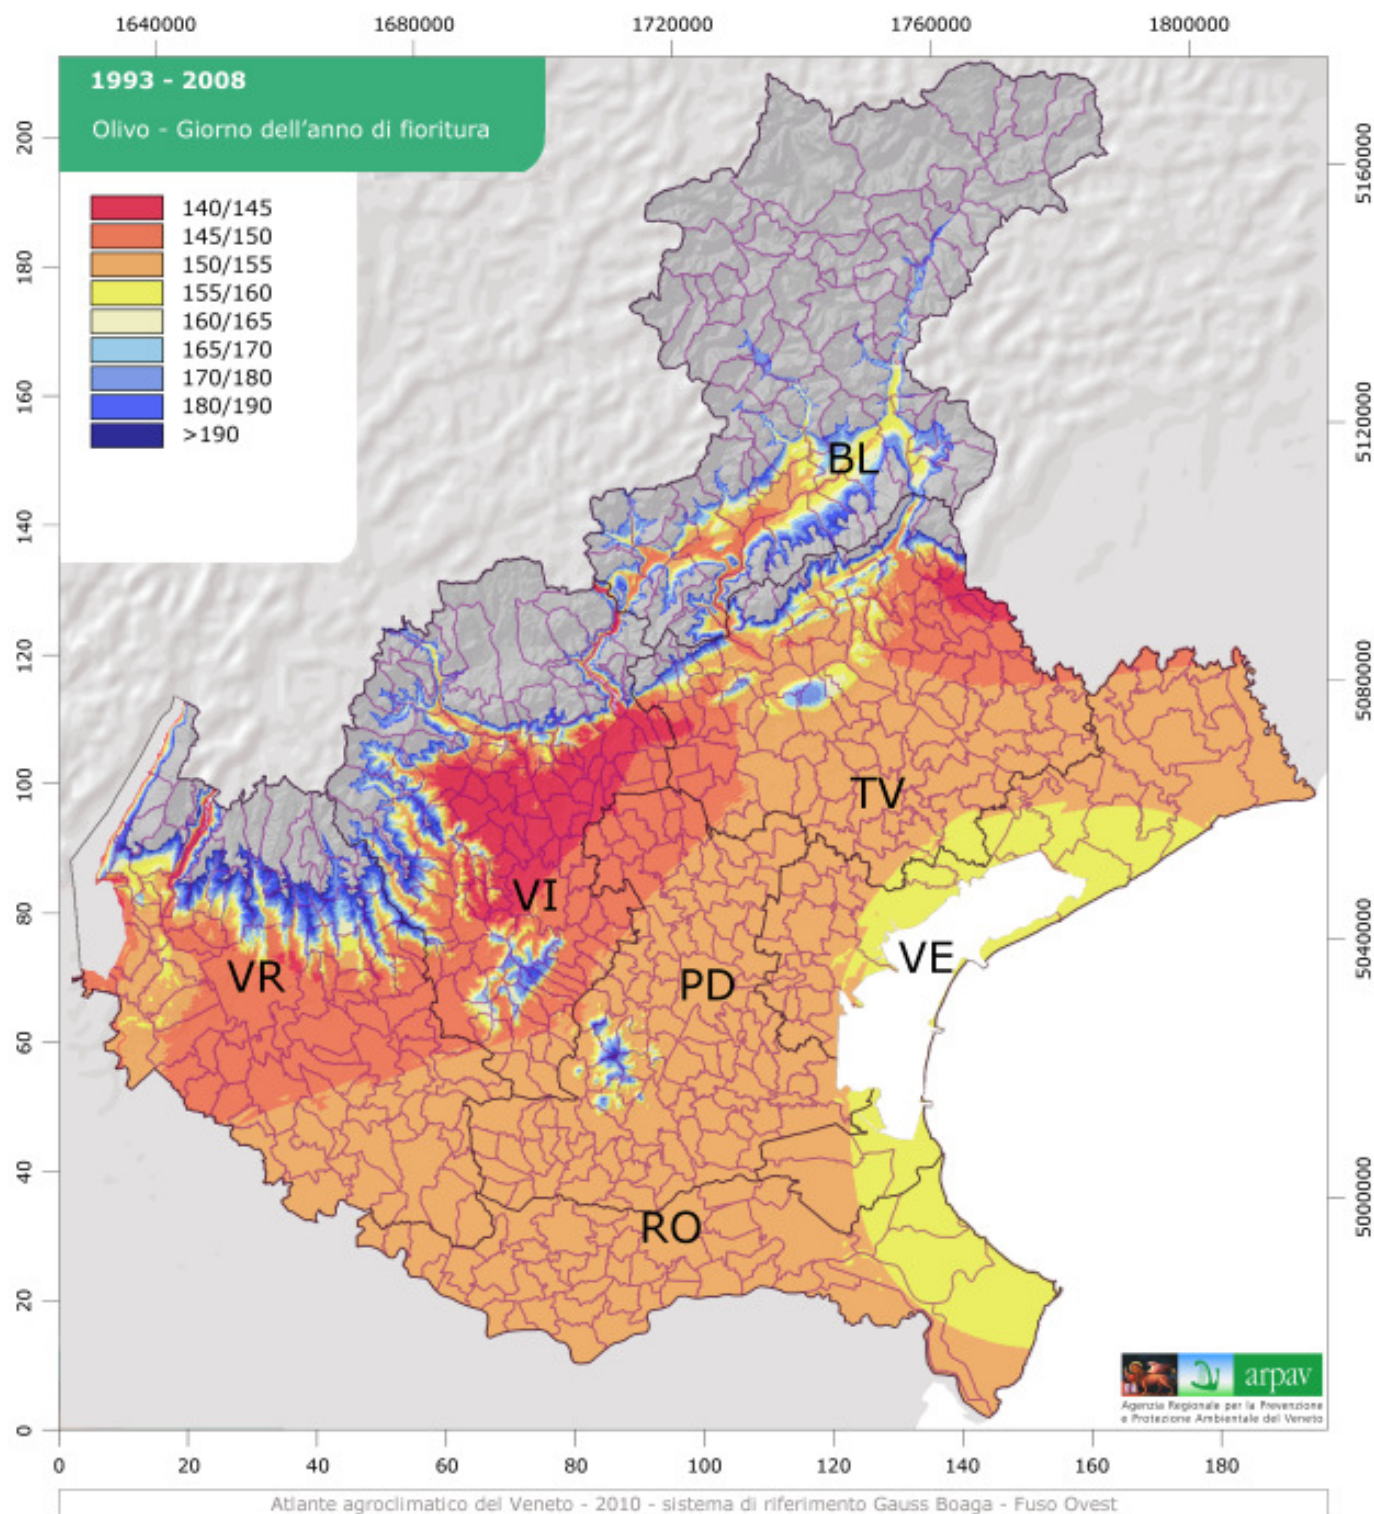 1640000 1680000 1720000 1760000 1800000
1993 - 2008
Olivo - Giorno dell'anno di fioritura
140/145
145/150
150/155
155/160
160/165
165/170
170/180
180/190
>190
200
180
160
140
120
100
80
60
40
20
0
5160000
5120000
5080000
5040000
5000000
BL
TV
VI
VE
VR
PD
RO
arpav
Agenzia Regionale per la Prevenzione
e Protezione Ambientale del Veneto
0 20 40 60 80 100 120 140 160 180
Atlante agroclimatico del Veneto - 2010 - sistema di riferimento Gauss Boaga - Fuso Ovest